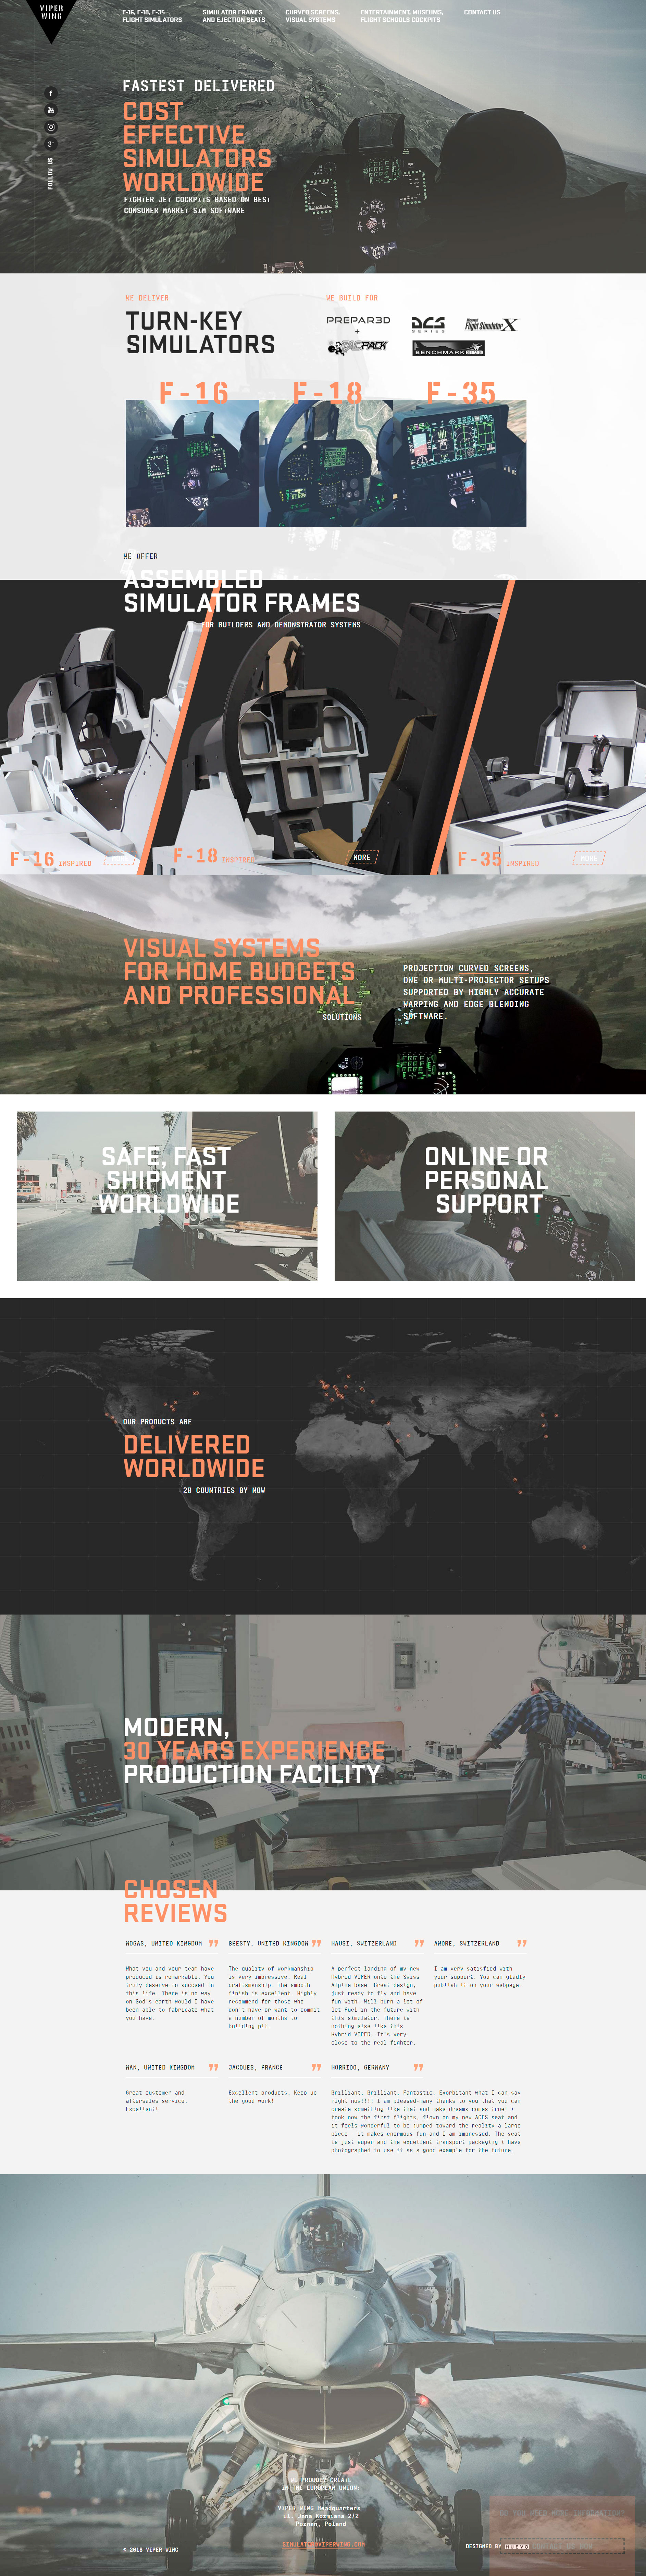 VIPER
WING
F-16, F-18, F-35
FLIGHT SIMULATORS
SIMULATOR FRAMES
AND EJECTION SEATS
CURVED SCREENS,
VISUAL SYSTEMS
ENTERTAINMENT, MUSEUMS,
FLIGHT SCHOOLS COCKPITS
CONTACT US
FOLLOW US
FASTEST DELIVERED
COST
EFFECTIVE
SIMULATORS
WORLDWIDE
FIGHTER JET COCKPITS BASED ON BEST
CONSUMER MARKET SIM SOFTWARE
WE DELIVER
TURN-KEY
SIMULATORS
WE BUILD FOR
PREPAR3D
+
TACPACK
DCS
SERIES
Microsoft
Flight Simulator X
BENCHMARK SIMS
F-16
F-18
F-35
WE OFFER
ASSEMBLED
SIMULATOR FRAMES
FOR BUILDERS AND DEMONSTRATOR SYSTEMS
F-16 INSPIRED
F-18 INSPIRED
MORE
F-35 INSPIRED
VISUAL SYSTEMS
FOR HOME BUDGETS
AND PROFESSIONAL
SOLUTIONS
PROJECTION CURVED SCREENS,
ONE OR MULTI-PROJECTOR SETUPS
SUPPORTED BY HIGHLY ACCURATE
WARPING AND EDGE BLENDING
SOFTWARE.
SAFE, FAST
SHIPMENT
WORLDWIDE
ONLINE OR
PERSONAL
SUPPORT
OUR PRODUCTS ARE
DELIVERED
WORLDWIDE
20 COUNTRIES BY NOW
MODERN,
30 YEARS EXPERIENCE
PRODUCTION FACILITY
CHOSEN
REVIEWS
NOGAS, UNITED KINGDOM
What you and your team have
produced is remarkable. You
truly deserve to succeed in
this life. There is no way
on God's earth would I have
been able to fabricate what
you have.
BEESTY, UNITED KINGDOM
The quality of workmanship
is very impressive. Real
craftsmanship. The smooth
finish is excellent. Highly
recommend for those who
don't have or want to commit
a number of months to
building pit.
HAUSI, SWITZERLAND
A perfect landing of my new
Hybrid VIPER onto the Swiss
Alpine base. Great design,
just ready to fly and have
fun with. Will burn a lot of
Jet Fuel in the future with
this simulator. There is
nothing else like this
Hybrid VIPER. It's very
close to the real fighter.
ANDRE, SWITZERLAND
I am very satisfied with
your support. You can gladly
publish it on your webpage.
NAH, UNITED KINGDOM
Great customer and
aftersales service.
Excellent!
JACQUES, FRANCE
Excellent products. Keep up
the good work!
HORRIDO, GERMANY
Brilliant, Brilliant, Fantastic, Exorbitant what I can say
right now!!!! I am pleased-many thanks to you that you can
create something like that and make dreams comes true! I
took now the first flights, flown on my new ACES seat and
it feels wonderful to be jumped toward the reality a large
piece - it makes enormous fun and I am impressed. The seat
is just super and the excellent transport packaging I have
photographed to use it as a good example for the future.
WE PROUDLY CREATE
IN THE EUROPEAN UNION:
VIPER WING Headquarters
ul. Jana Kozmiana 2/2
Poznań, Poland
© 2016 VIPER WING
DESIGNED BY HUEVO